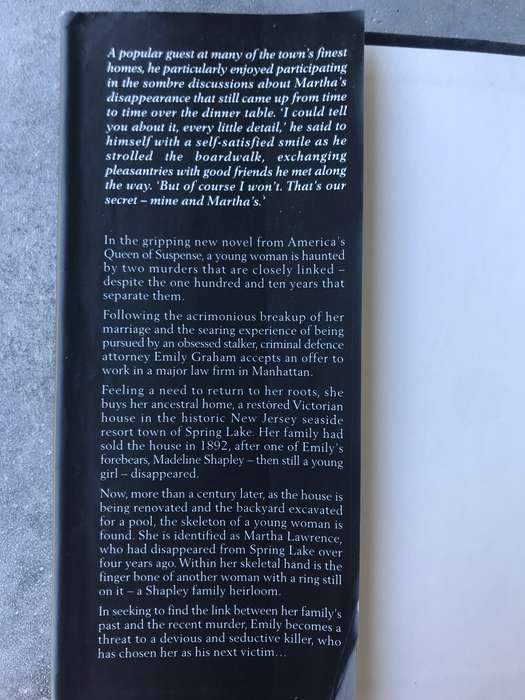 A popular guest at many of the town's finest
homes, he particularly enjoyed participating
in the sombre discussions about Martha's
disappearance that still came up from time
to time over the dinner table. 'I could tell
you about it, every little detail,' he said to
himself with a self-satisfied smile as he
strolled the boardwalk, exchanging
pleasantries with good friends he met along
the way. 'But of course I won't. That's our
secret – mine and Martha's.'
In the gripping new novel from America's
Queen of Suspense, a young woman is haunted
by two murders that are closely linked –
despite the one hundred and ten years that
separate them.
Following the acrimonious breakup of her
marriage and the searing experience of being
pursued by an obsessed stalker, criminal defence
attorney Emily Graham accepts an offer to
work in a major law firm in Manhattan.
Feeling a need to return to her roots, she
buys her ancestral home, a restored Victorian
house in the historic New Jersey seaside
resort town of Spring Lake. Her family had
sold the house in 1892, after one of Emily's
forebears, Madeline Shapley – then still a young
girl – disappeared.
Now, more than a century later, as the house is
being renovated and the backyard excavated
for a pool, the skeleton of a young woman is
found. She is identified as Martha Lawrence,
who had disappeared from Spring Lake over
four years ago. Within her skeletal hand is the
finger bone of another woman with a ring still
on it – a Shapley family heirloom.
In seeking to find the link between her family's
past and the recent murder, Emily becomes a
threat to a devious and seductive killer, who
has chosen her as his next victim…